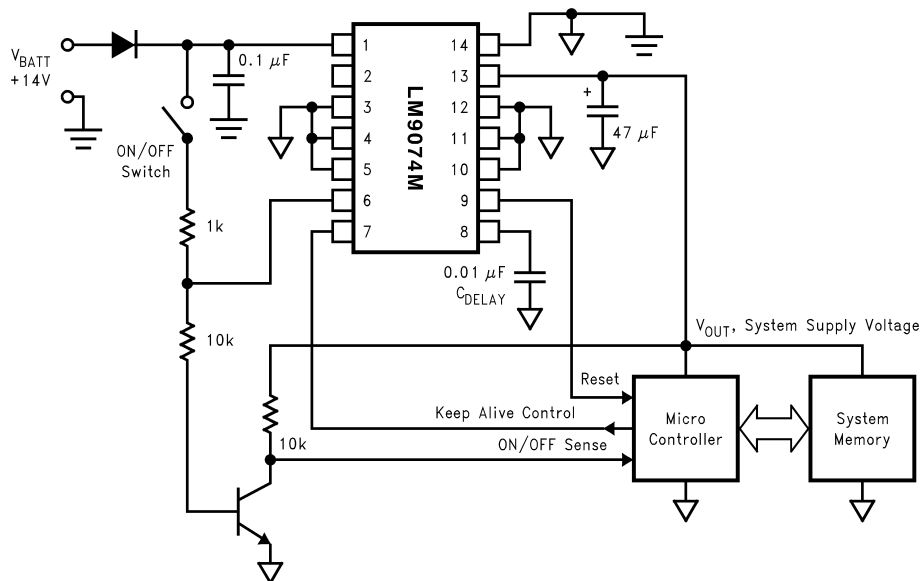 V_BATT
+14V
0.1 μF
ON/OFF
Switch
1k
10k
1
2
3
4
5
6
7
LM9074M
14
13
12
11
10
9
8
+
47 μF
0.01 μF
C_DELAY
V_OUT, System Supply Voltage
Reset
Keep Alive Control
10k
ON/OFF Sense
Micro
Controller
System
Memory